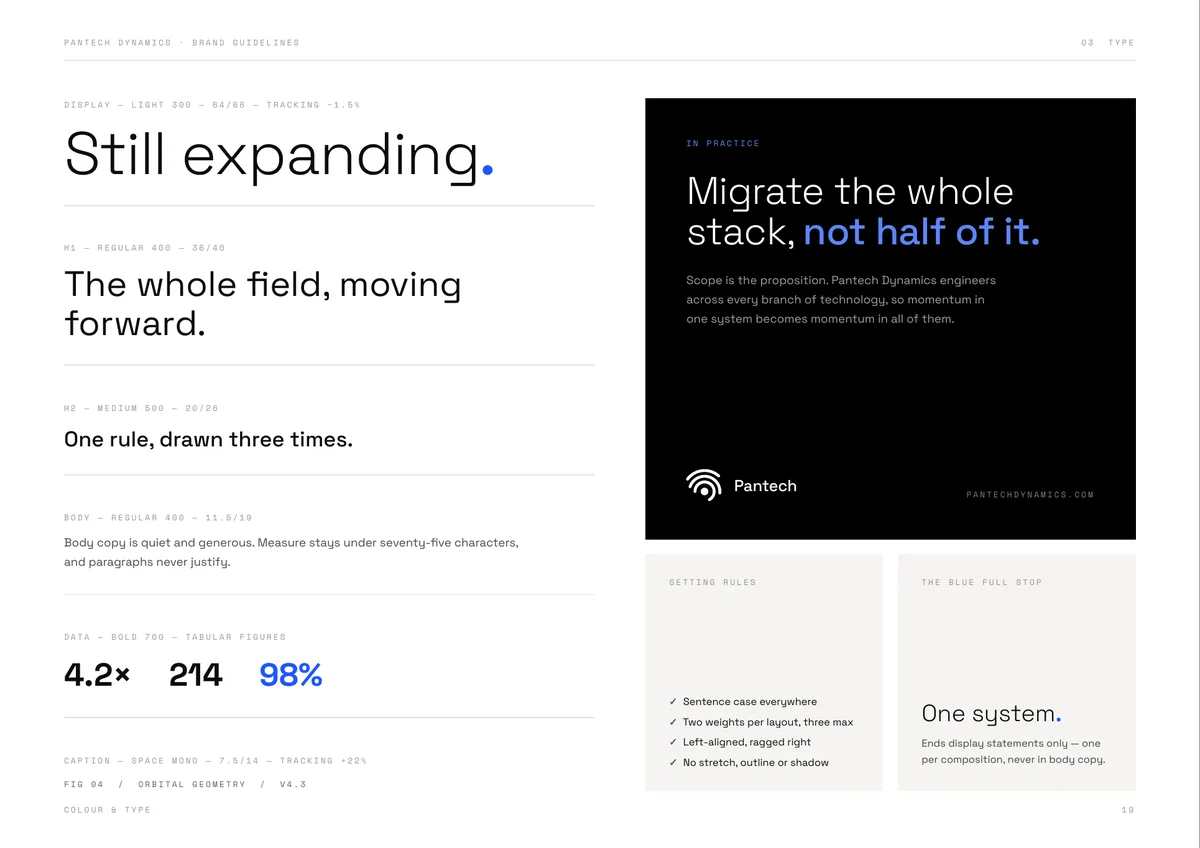 PANTECH DYNAMICS · BRAND GUIDELINES
03 TYPE
DISPLAY — LIGHT 300 — 64/66 — TRACKING −1.5%
Still expanding.
H1 — REGULAR 400 — 36/40
The whole field, moving
forward.
H2 — MEDIUM 500 — 20/26
One rule, drawn three times.
BODY — REGULAR 400 — 11.5/19
Body copy is quiet and generous. Measure stays under seventy-five characters,
and paragraphs never justify.
DATA — BOLD 700 — TABULAR FIGURES
4.2× 214 98%
CAPTION — SPACE MONO — 7.5/14 — TRACKING +22%
FIG 04 / ORBITAL GEOMETRY / V4.3
IN PRACTICE
Migrate the whole
stack, not half of it.
Scope is the proposition. Pantech Dynamics engineers
across every branch of technology, so momentum in
one system becomes momentum in all of them.
Pantech
PANTECHDYNAMICS.COM
SETTING RULES
✓ Sentence case everywhere
✓ Two weights per layout, three max
✓ Left-aligned, ragged right
✓ No stretch, outline or shadow
THE BLUE FULL STOP
One system.
Ends display statements only — one
per composition, never in body copy.
COLOUR & TYPE
19